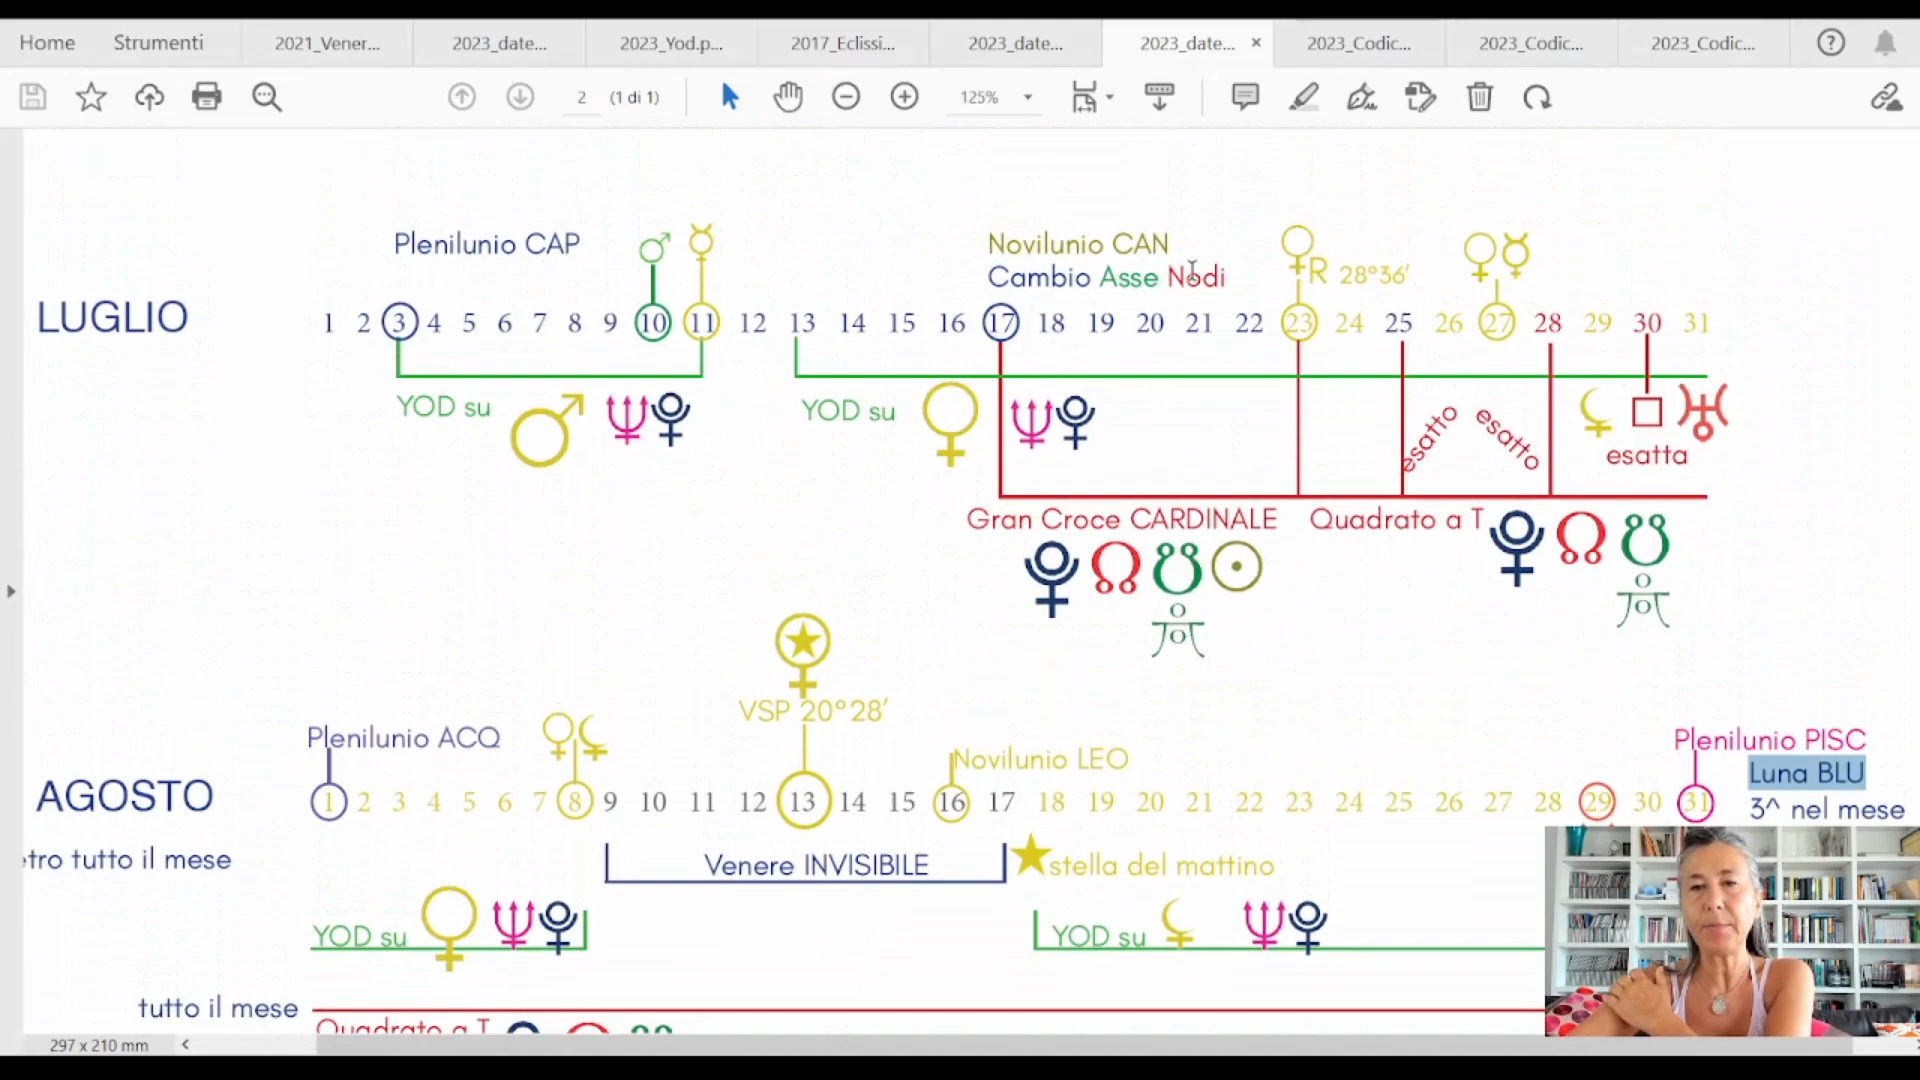 Home Strumenti 2021_Vener... 2023_date... 2023_Yod.p... 2017_Eclissi... 2023_date... 2023_date... × 2023_Codic... 2023_Codic... 2023_Codic...
2 (1 di 1) 125%
Plenilunio CAP
Novilunio CAN
Cambio Asse Nodi
R 28°36'
LUGLIO
1 2 3 4 5 6 7 8 9 10 11 12 13 14 15 16 17 18 19 20 21 22 23 24 25 26 27 28 29 30 31
YOD su
YOD su
esatto esatto
esatta
Gran Croce CARDINALE Quadrato a T
VSP 20°28'
Plenilunio ACQ
Novilunio LEO
Plenilunio PISC
Luna BLU
3^ nel mese
AGOSTO
1 2 3 4 5 6 7 8 9 10 11 12 13 14 15 16 17 18 19 20 21 22 23 24 25 26 27 28 29 30 31
tro tutto il mese
Venere INVISIBILE
stella del mattino
YOD su
YOD su
tutto il mese
Quadrato a T
297 x 210 mm